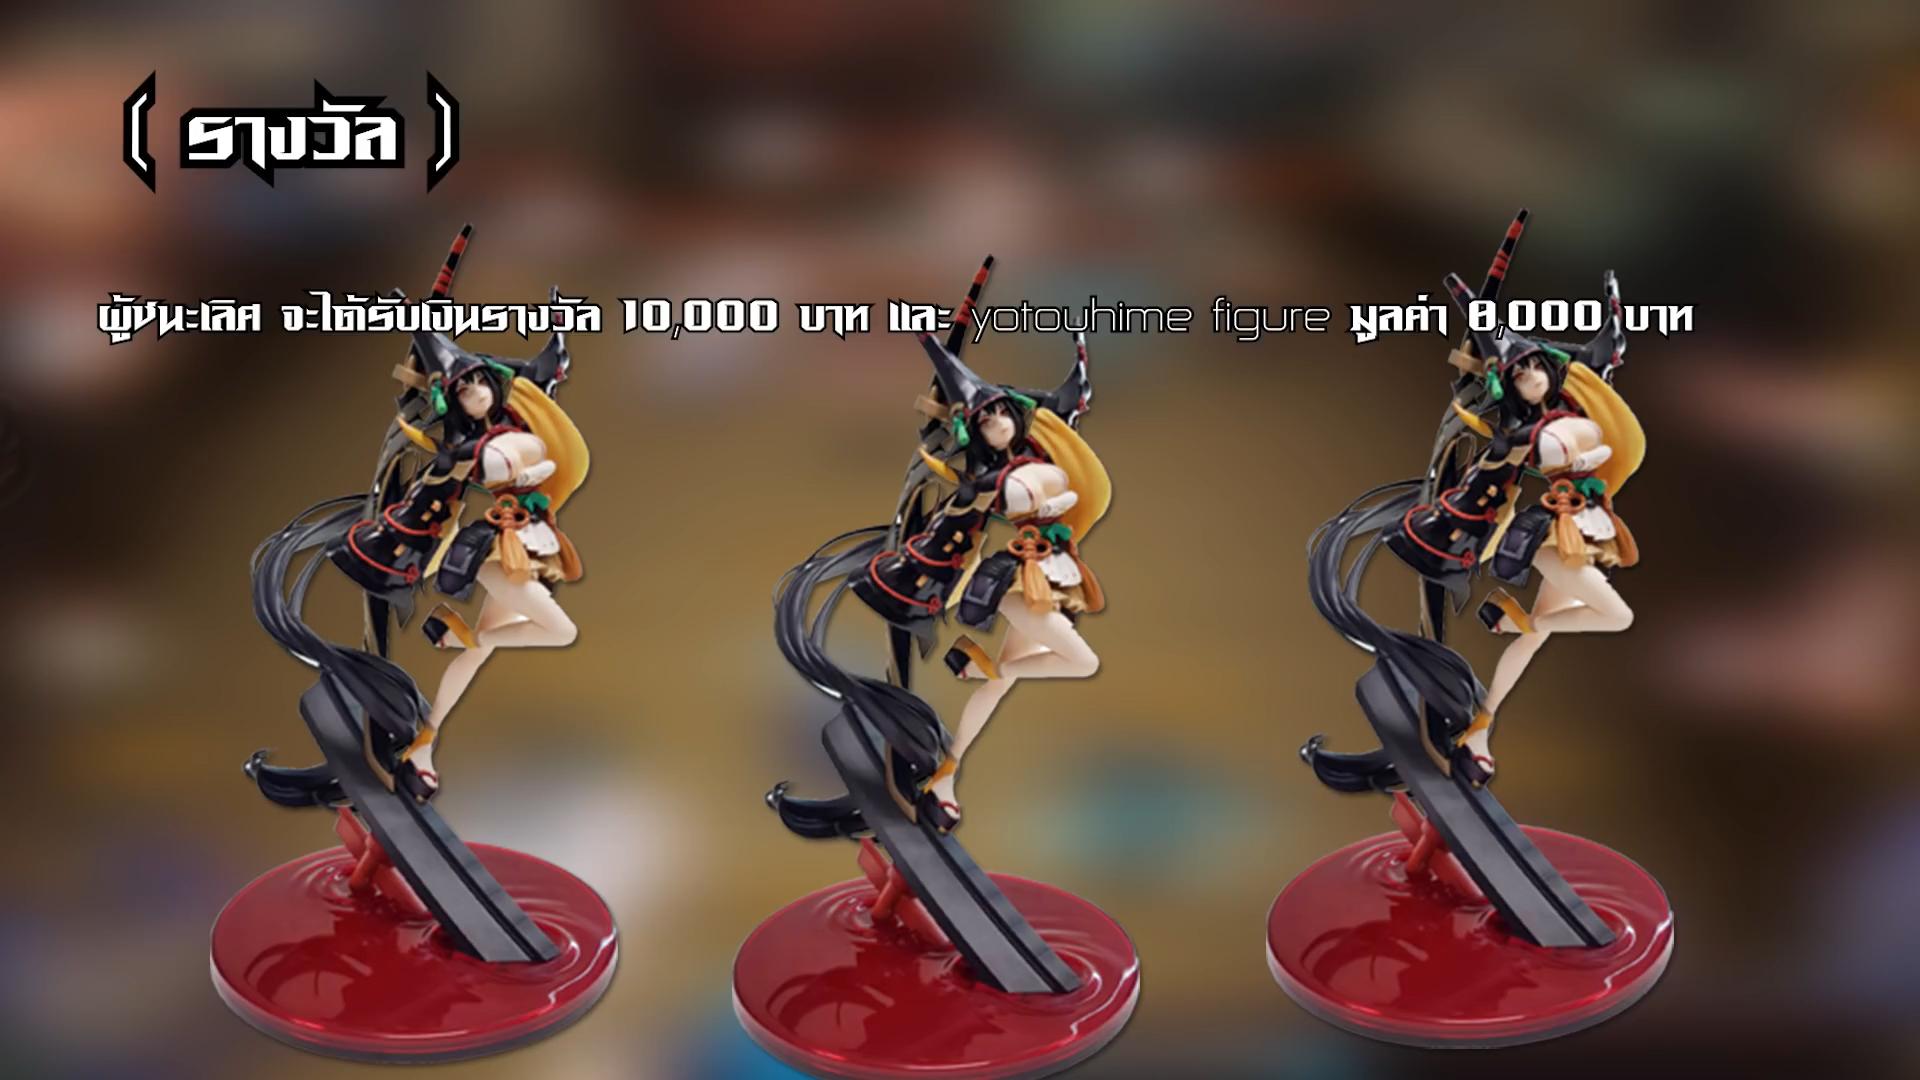 ( รางวัล )
ผู้ชนะเลิศ จะได้รับเงินรางวัล 10,000 บาท และ yotouhime figure มูลค่า 8,000 บาท